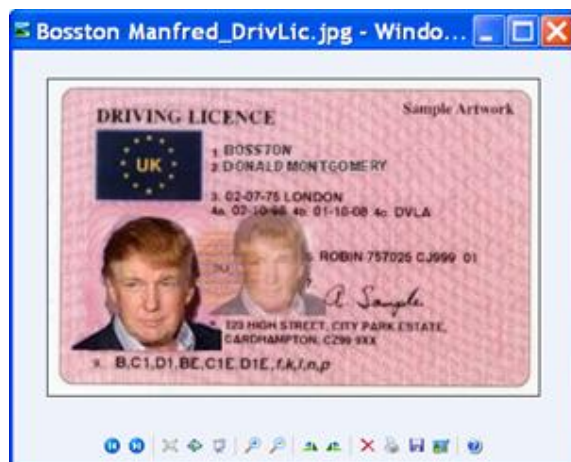 Bosston Manfred_DrivLic.jpg - Windo...
DRIVING LICENCE
Sample Artwork
UK
1. BOSSTON
2. DONALD MONTGOMERY
3. 02-07-75 LONDON
4a. 02-10-98 4b. 01-10-08 4c. DVLA
5. ROBIN 757025 CJ999 01
A Sample
123 HIGH STREET, CITY PARK ESTATE,
CARDHAMPTON, CZ99 9XX
9. B,C1,D1,BE,C1E,D1E,f,k,l,n,p